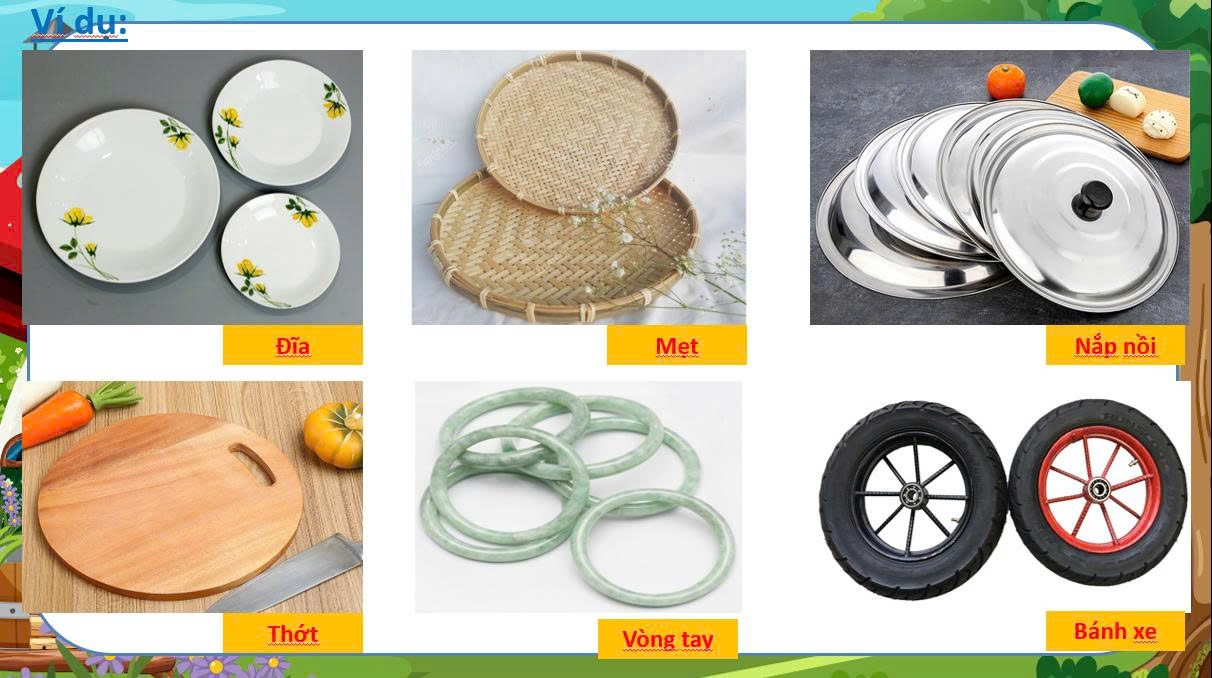 Ví dụ:
Đĩa
Mẹt
Nắp nồi
Thớt
Vòng tay
Bánh xe